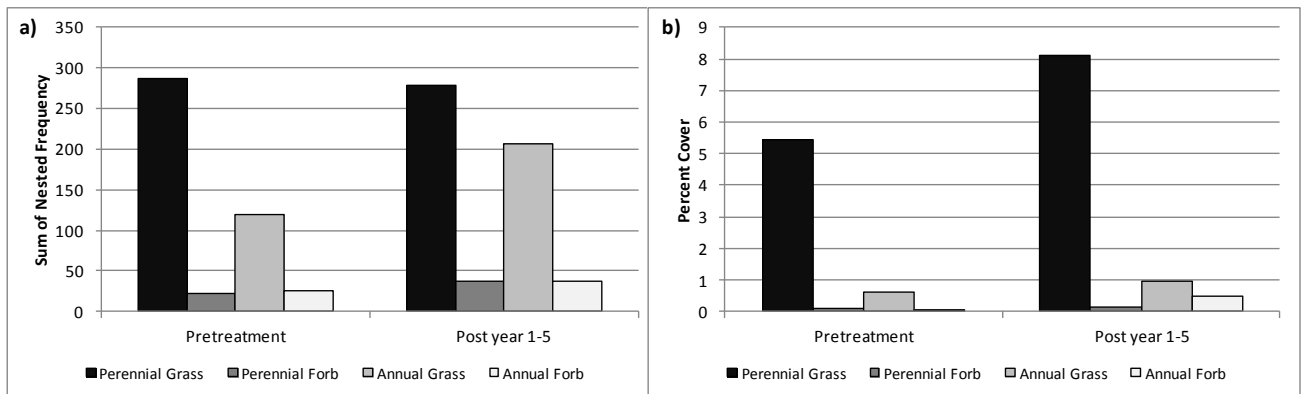 a)
Sum of Nested Frequency
350
300
250
200
150
100
50
0
Pretreatment Post year 1-5
Perennial Grass Perennial Forb Annual Grass Annual Forb
b)
Percent Cover
9
8
7
6
5
4
3
2
1
0
Pretreatment Post year 1-5
Perennial Grass Perennial Forb Annual Grass Annual Forb